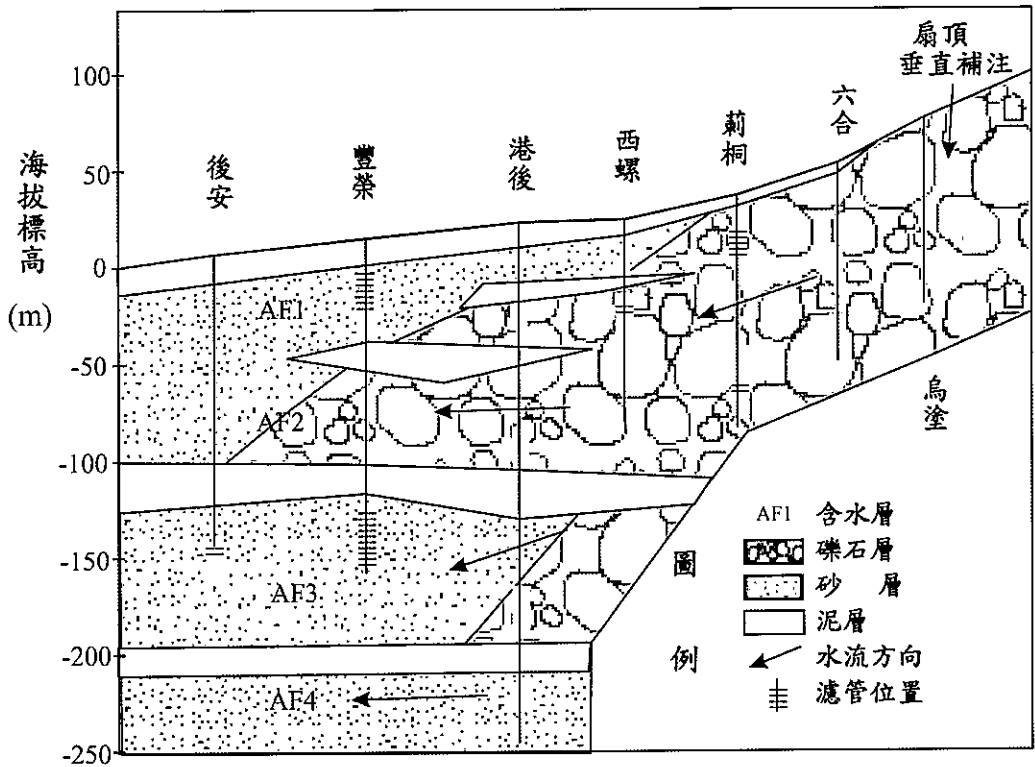 扇頂
垂直補注
六合
莿桐
西螺
港後
豐榮
後安
烏塗
海拔標高
(m)
100
50
0
-50
-100
-150
-200
-250
AF1
AF2
AF3
AF4
圖例
AF1 含水層
礫石層
砂 層
泥層
水流方向
濾管位置